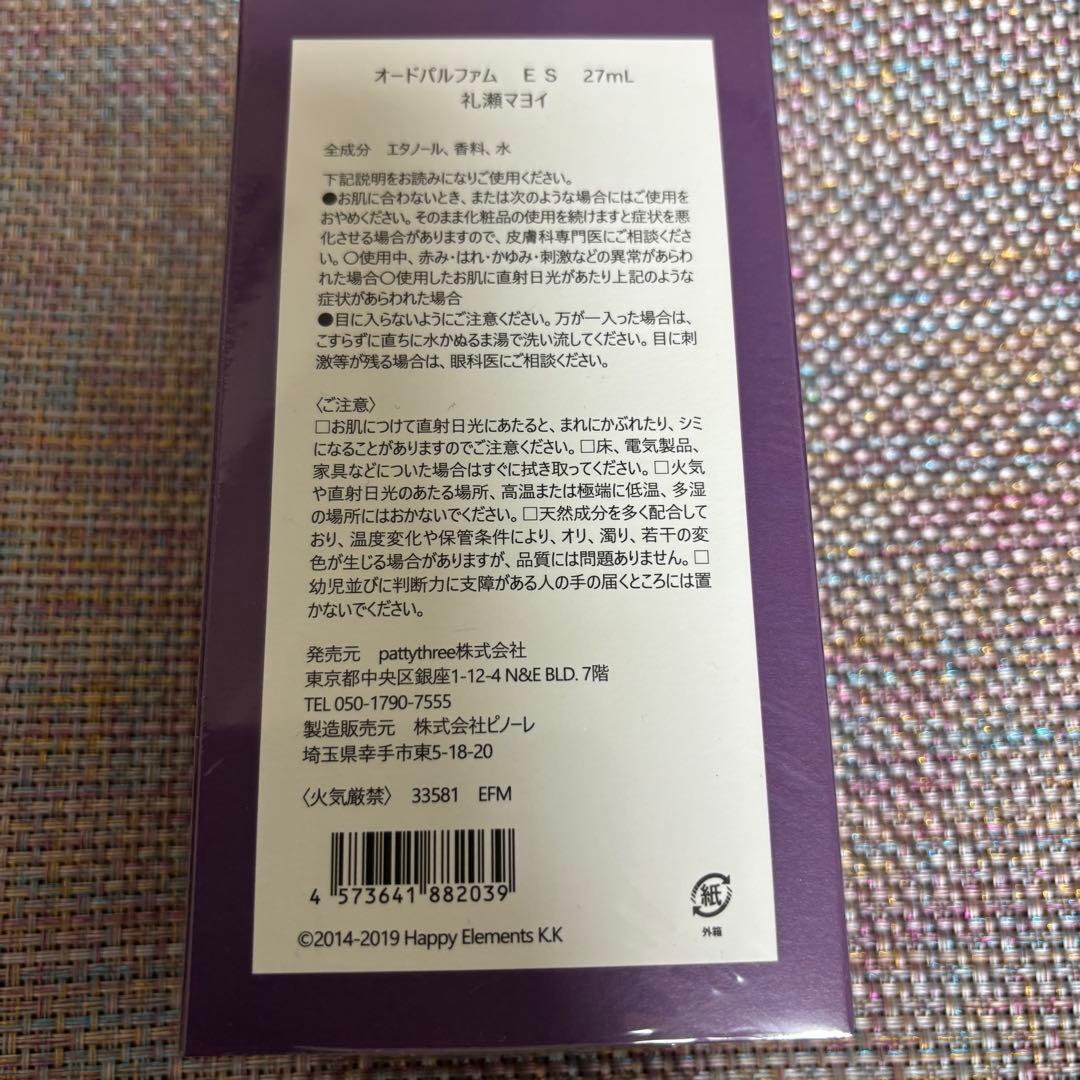 オードパルファム　ＥＳ　27mL
礼瀬マヨイ
全成分　エタノール、香料、水
下記説明をお読みになりご使用ください。
●お肌に合わないとき、または次のような場合にはご使用を
おやめください。そのまま化粧品の使用を続けますと症状を悪
化させる場合がありますので、皮膚科専門医にご相談くださ
い。○使用中、赤み・はれ・かゆみ・刺激などの異常があらわ
れた場合○使用したお肌に直射日光があたり上記のような
症状があらわれた場合
●目に入らないようにご注意ください。万が一入った場合は、
こすらずに直ちに水かぬるま湯で洗い流してください。目に刺
激等が残る場合は、眼科医にご相談ください。
〈ご注意〉
□お肌につけて直射日光にあたると、まれにかぶれたり、シミ
になることがありますのでご注意ください。□床、電気製品、
家具などについた場合はすぐに拭き取ってください。□火気
や直射日光のあたる場所、高温または極端に低温、多湿
の場所にはおかないでください。□天然成分を多く配合して
おり、温度変化や保管条件により、オリ、濁り、若干の変
色が生じる場合がありますが、品質には問題ありません。□
幼児並びに判断力に支障がある人の手の届くところには置
かないでください。
発売元　pattythree株式会社
東京都中央区銀座1-12-4 N&E BLD. 7階
TEL 050-1790-7555
製造販売元　株式会社ピノーレ
埼玉県幸手市東5-18-20
〈火気厳禁〉 33581 EFM
4 573641 882039
紙
外箱
©2014-2019 Happy Elements K.K